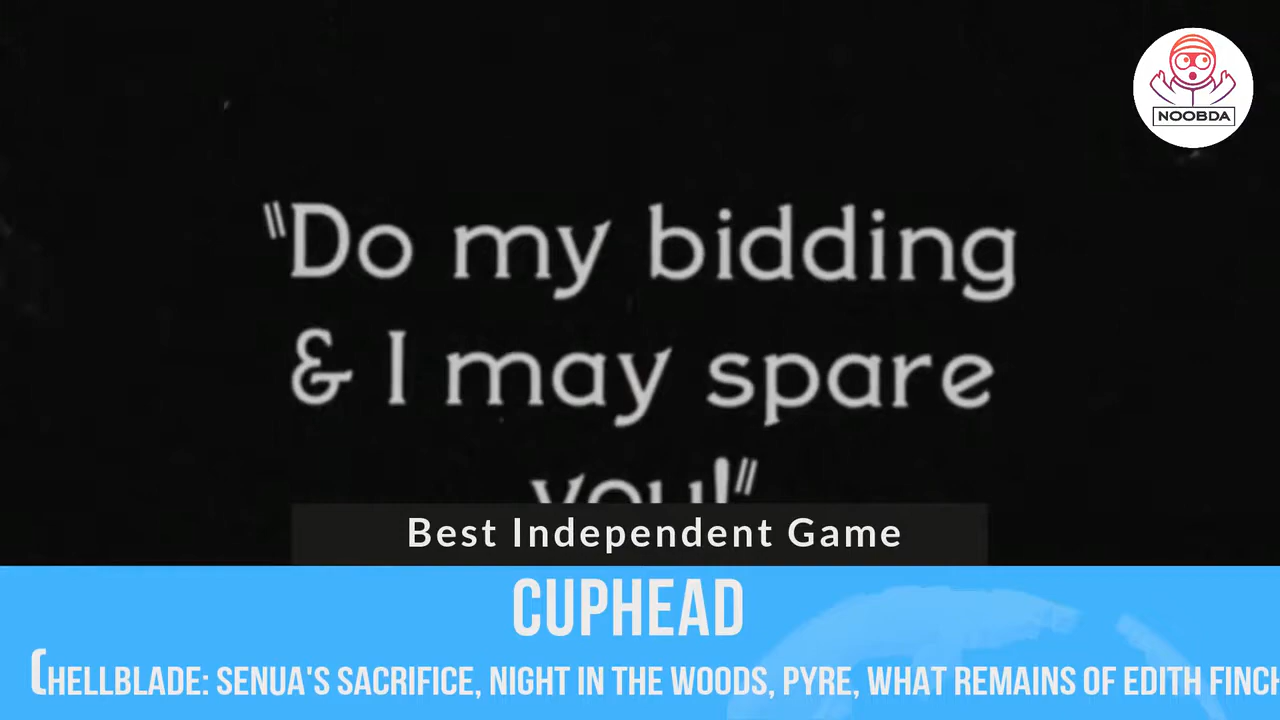 NOOBDA
"Do my bidding
& I may spare
you!"
Best Independent Game
CUPHEAD
(HELLBLADE: SENUA'S SACRIFICE, NIGHT IN THE WOODS, PYRE, WHAT REMAINS OF EDITH FINCH